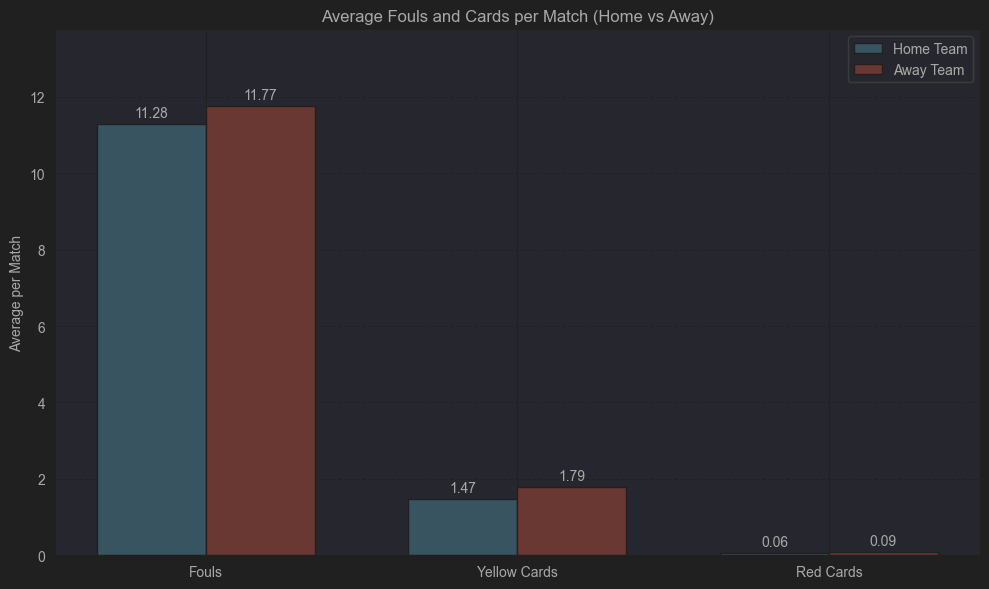 Average Fouls and Cards per Match (Home vs Away)
Home Team
Away Team
Average per Match
12
10
8
6
4
2
0
11.28
11.77
1.47
1.79
0.06
0.09
Fouls
Yellow Cards
Red Cards